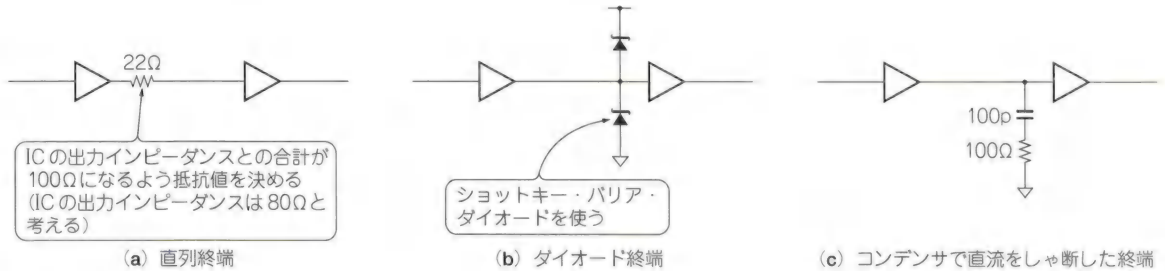 22Ω
ICの出力インピーダンスとの合計が
100Ωになるよう抵抗値を決める
(ICの出力インピーダンスは80Ωと
考える)
(a) 直列終端
ショットキー・バリア・
ダイオードを使う
(b) ダイオード終端
100p
100Ω
(c) コンデンサで直流をしゃ断した終端